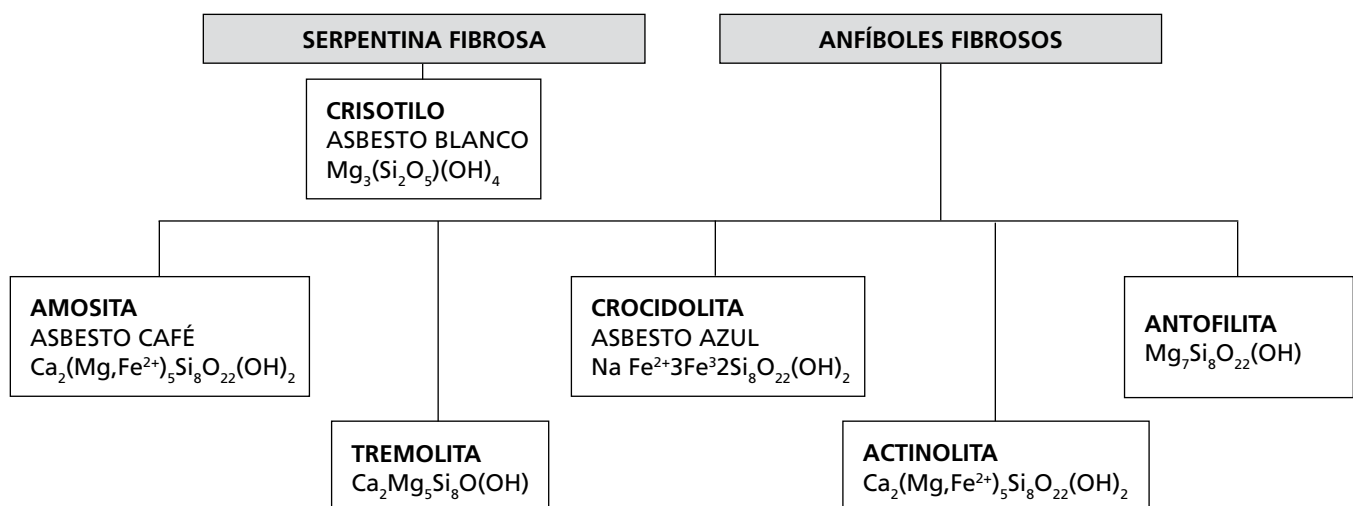 SERPENTINA FIBROSA
ANFÍBOLES FIBROSOS
CRISOTILO
ASBESTO BLANCO
Mg₃(Si₂O₅)(OH)₄
AMOSITA
ASBESTO CAFÉ
Ca₂(Mg,Fe²⁺)₅Si₈O₂₂(OH)₂
CROCIDOLITA
ASBESTO AZUL
Na Fe²⁺3Fe³2Si₈O₂₂(OH)₂
ANTOFILITA
Mg₇Si₈O₂₂(OH)
TREMOLITA
Ca₂Mg₅Si₈O(OH)
ACTINOLITA
Ca₂(Mg,Fe²⁺)₅Si₈O₂₂(OH)₂